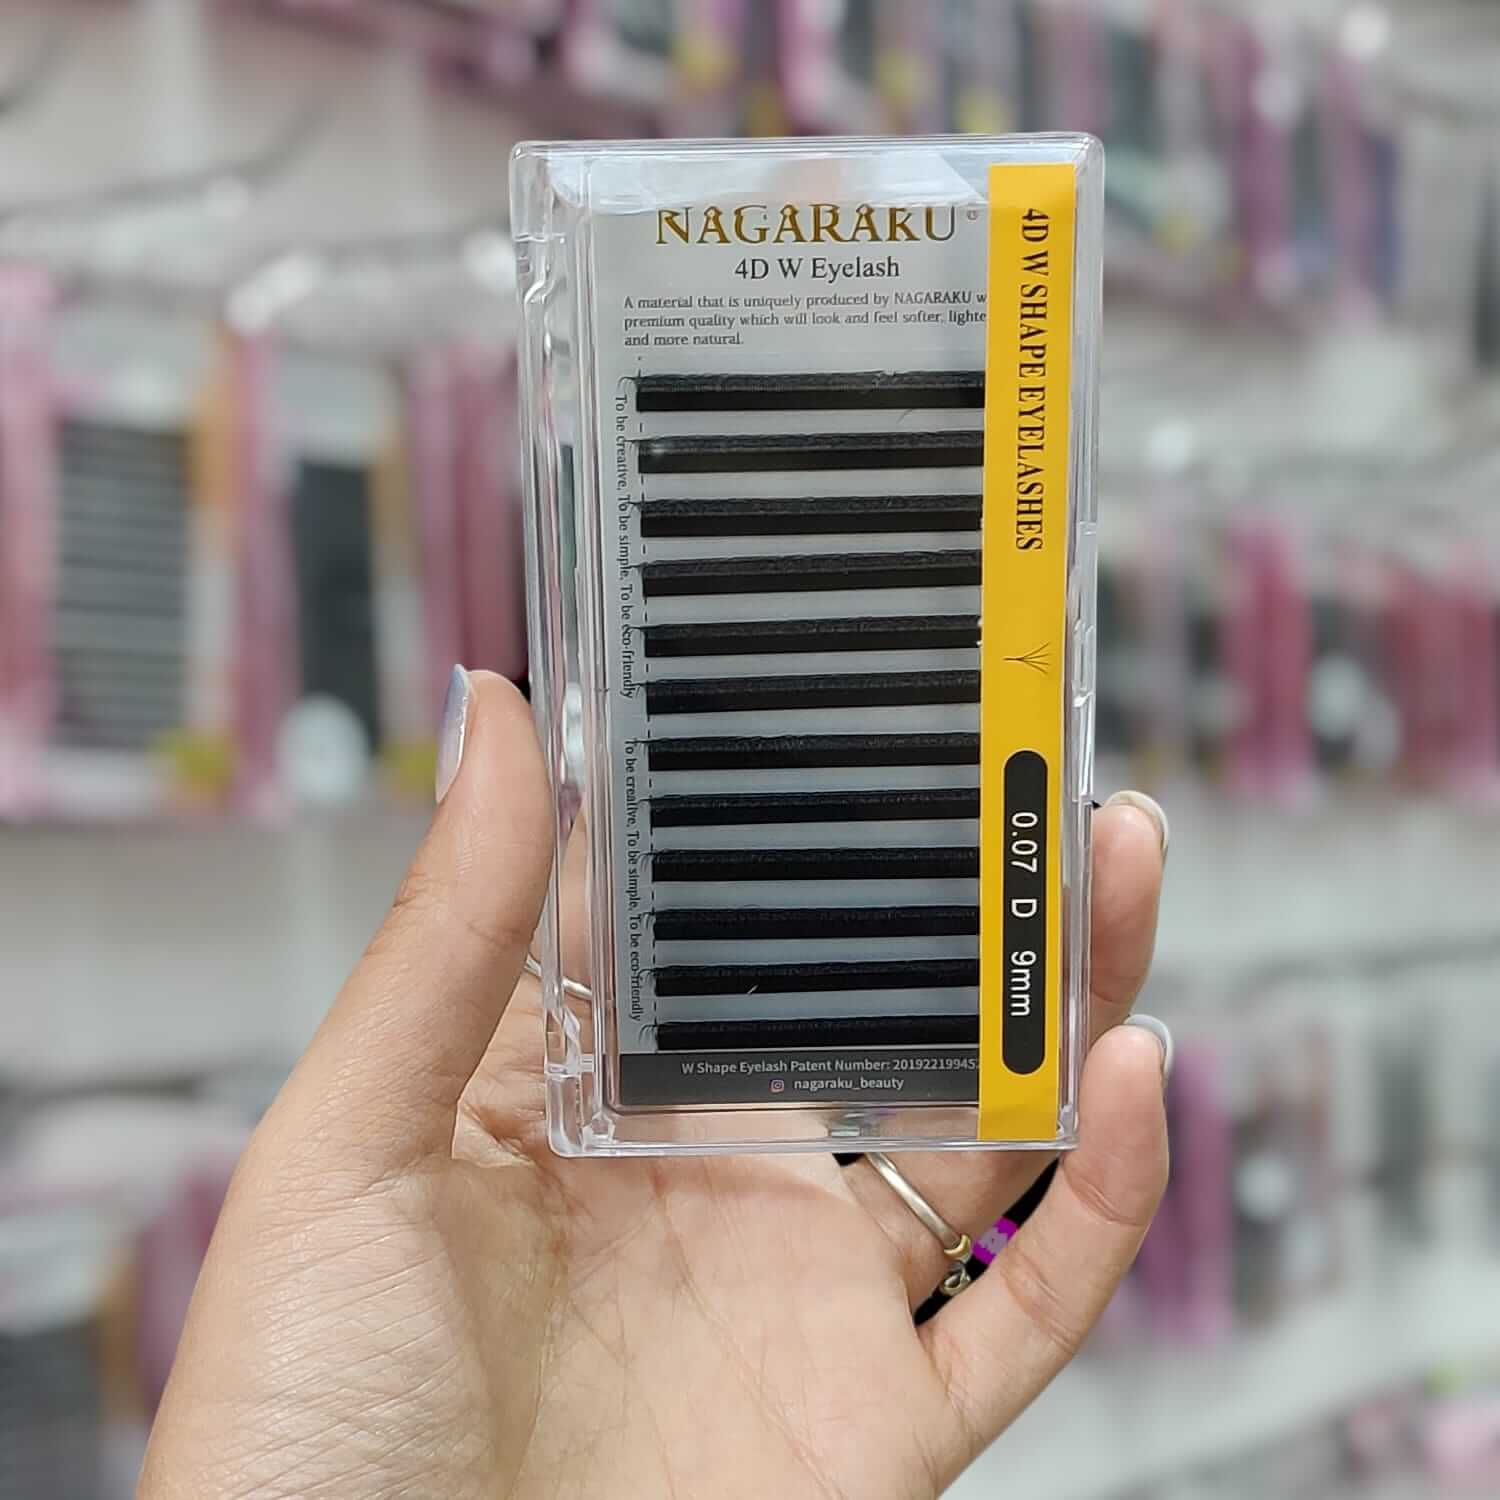 NAGARAKU®
4D W Eyelash
A material that is uniquely produced by NAGARAKU
premium quality which will look and feel softer,
and more natural.
To be creative, To be simple, To be eco-friendly
To be creative, To be simple, To be eco-friendly
W Shape Eyelash Patent Number: 201922199452
nagaraku_beauty
4D W SHAPE EYELASHES
0.07 D 9mm